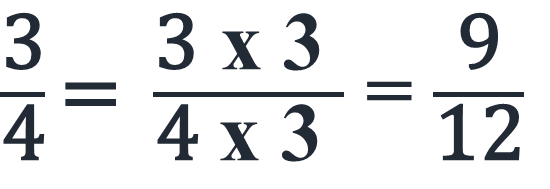 3 3 x 3 9
= =
4 4 x 3 12